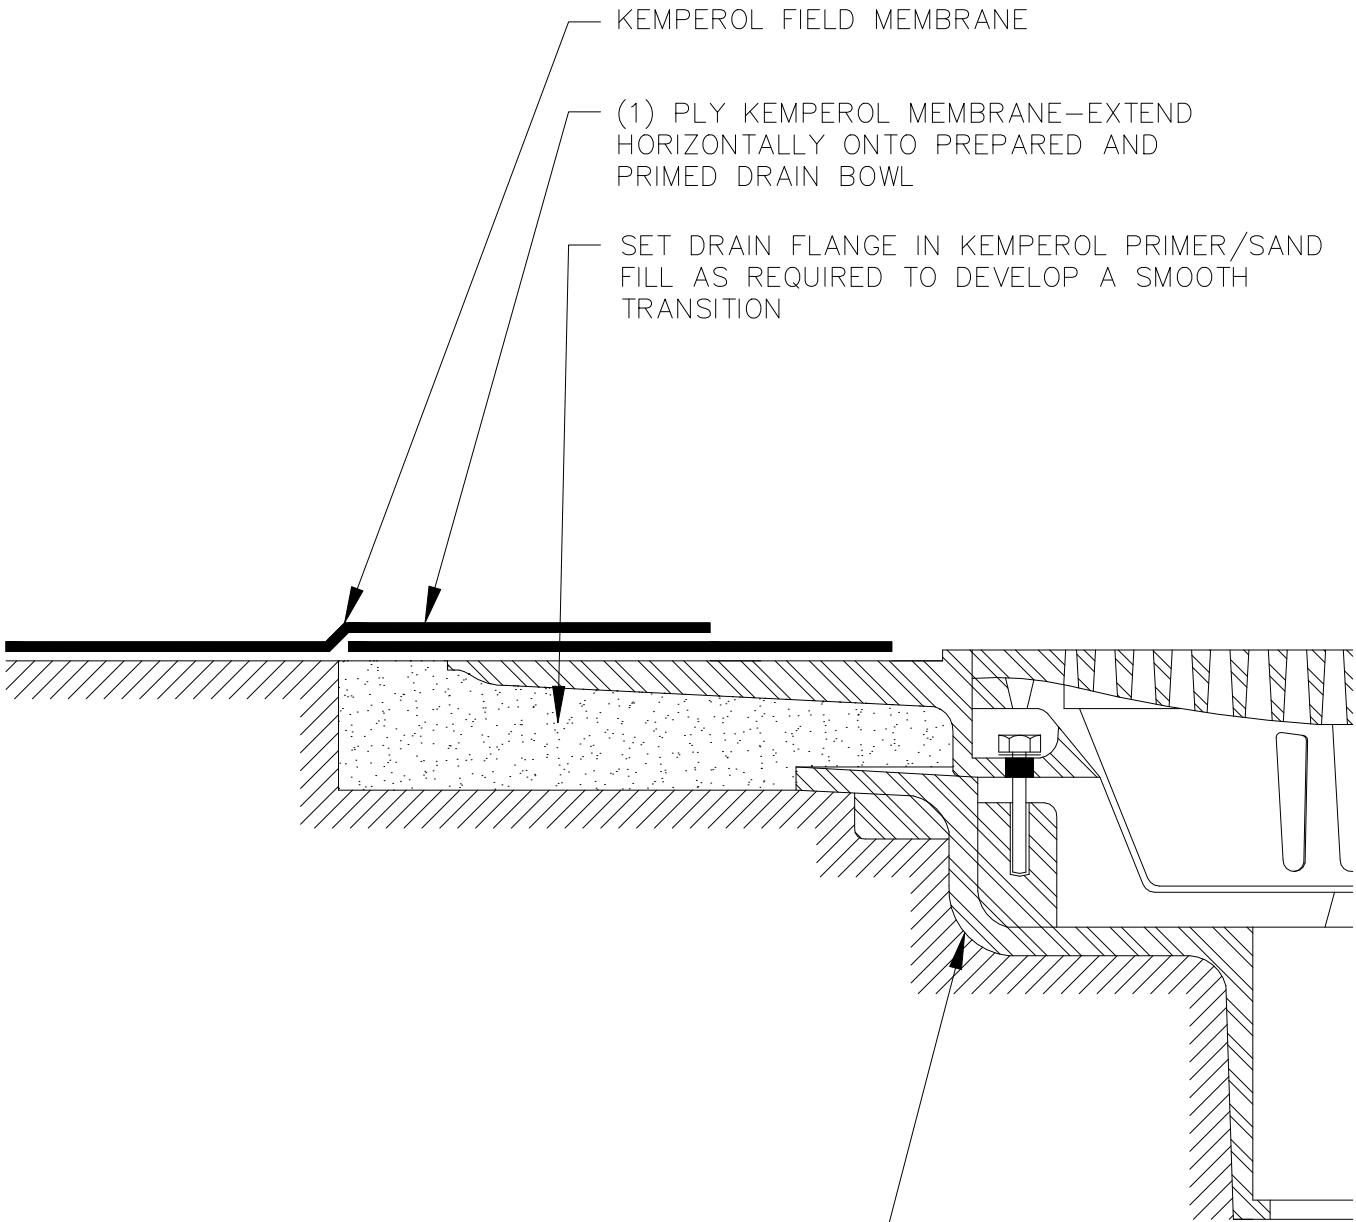 KEMPEROL FIELD MEMBRANE
(1) PLY KEMPEROL MEMBRANE-EXTEND
HORIZONTALLY ONTO PREPARED AND
PRIMED DRAIN BOWL
SET DRAIN FLANGE IN KEMPEROL PRIMER/SAND
FILL AS REQUIRED TO DEVELOP A SMOOTH
TRANSITION